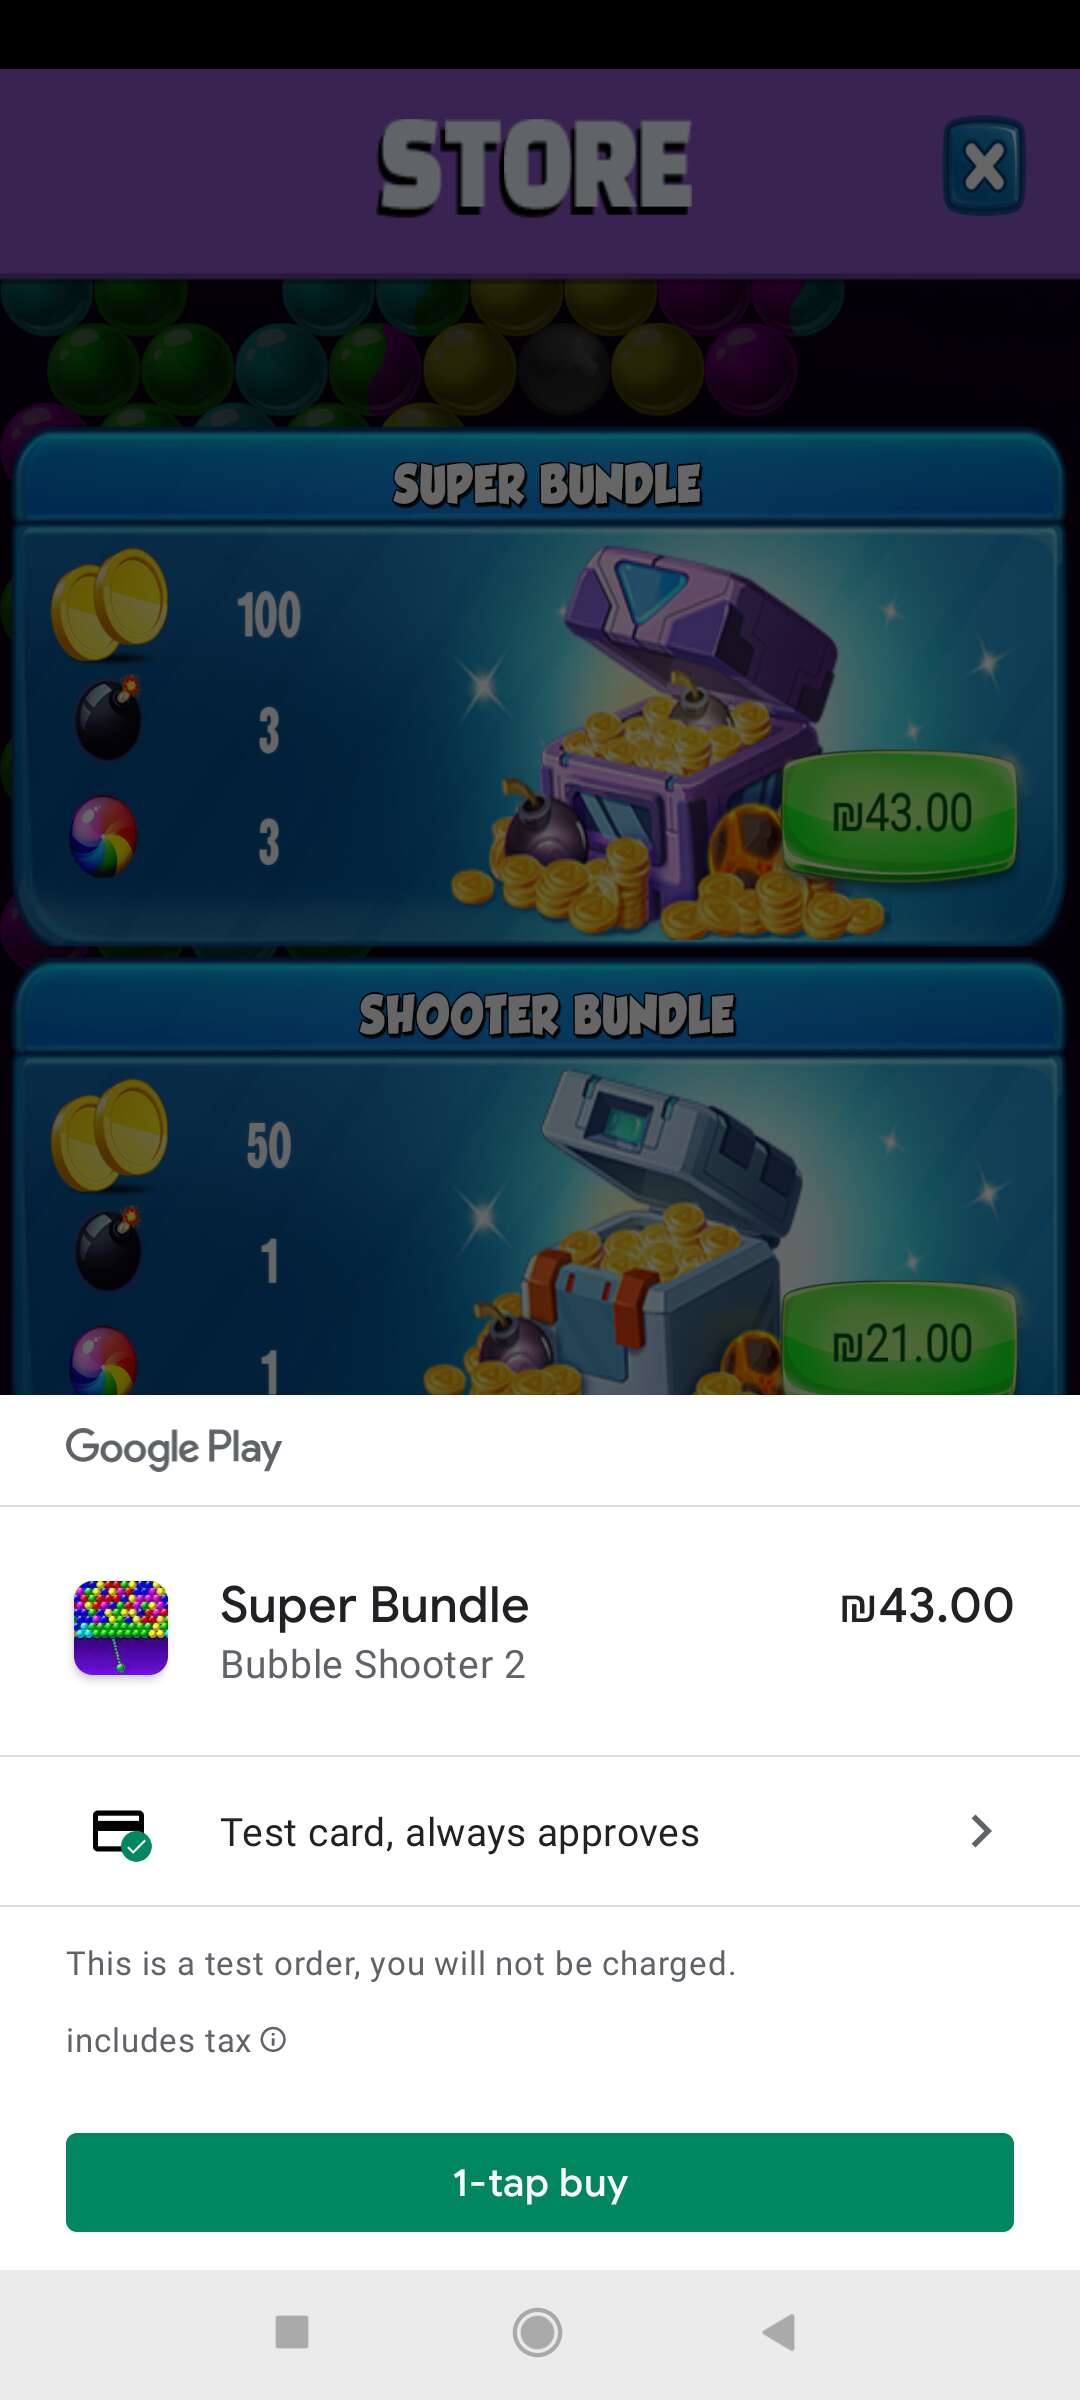 STORE
SUPER BUNDLE
100
3
₪43.00
3
SHOOTER BUNDLE
50
1
₪21.00
1
Google Play
Super Bundle ₪43.00
Bubble Shooter 2
Test card, always approves
This is a test order, you will not be charged.
includes tax
1-tap buy